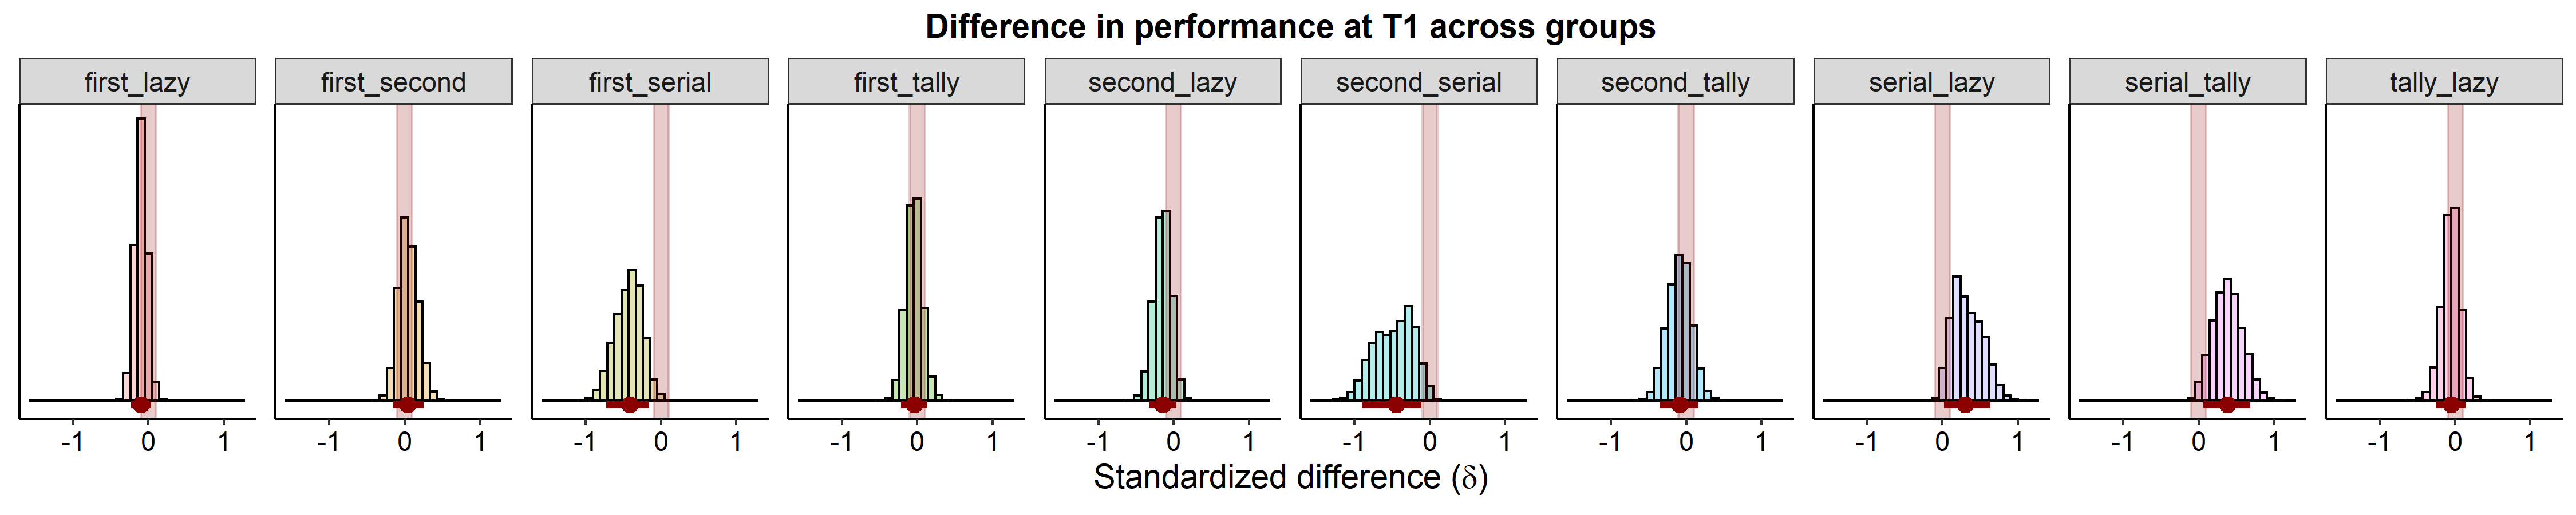 Difference in performance at T1 across groups
first_lazy first_second first_serial first_tally second_lazy second_serial second_tally serial_lazy serial_tally tally_lazy
-1 0 1 -1 0 1 -1 0 1 -1 0 1 -1 0 1 -1 0 1 -1 0 1 -1 0 1 -1 0 1 -1 0 1
Standardized difference (δ)